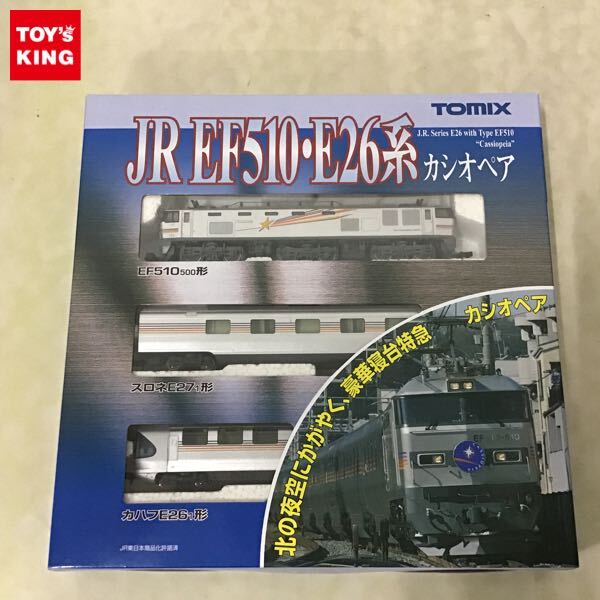 TOY's
KING
TOMIX
JR EF510・E26系
J.R. Series E26 with Type EF510
"Cassiopeia"
カシオペア
EF510 500形
スロネE27 1形
カハフE26 1形
カシオペア
北の夜空にかがやく、豪華寝台特急
JR東日本商品化許諾済